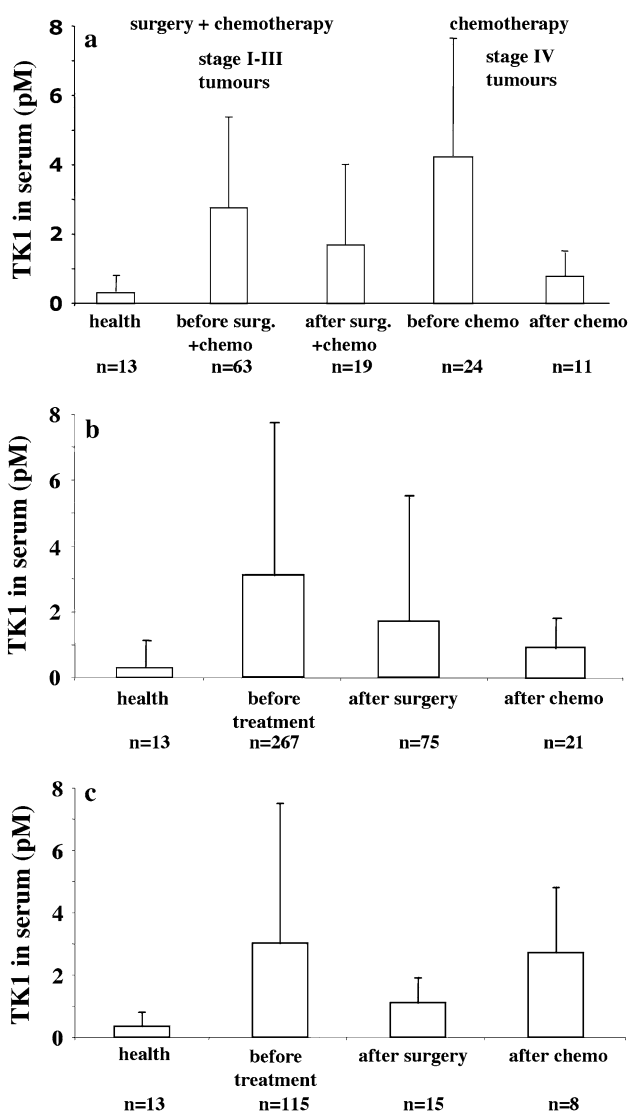 a
surgery + chemotherapy
chemotherapy
stage I-III
tumours
stage IV
tumours
TK1 in serum (pM)
8
6
4
2
0
health
before surg.
+chemo
after surg.
+chemo
before chemo
after chemo
n=13
n=63
n=19
n=24
n=11
b
TK1 in serum (pM)
8
6
4
2
0
health
before
treatment
after surgery
after chemo
n=13
n=267
n=75
n=21
c
TK1 in serum (pM)
8
6
4
2
0
health
before
treatment
after surgery
after chemo
n=13
n=115
n=15
n=8